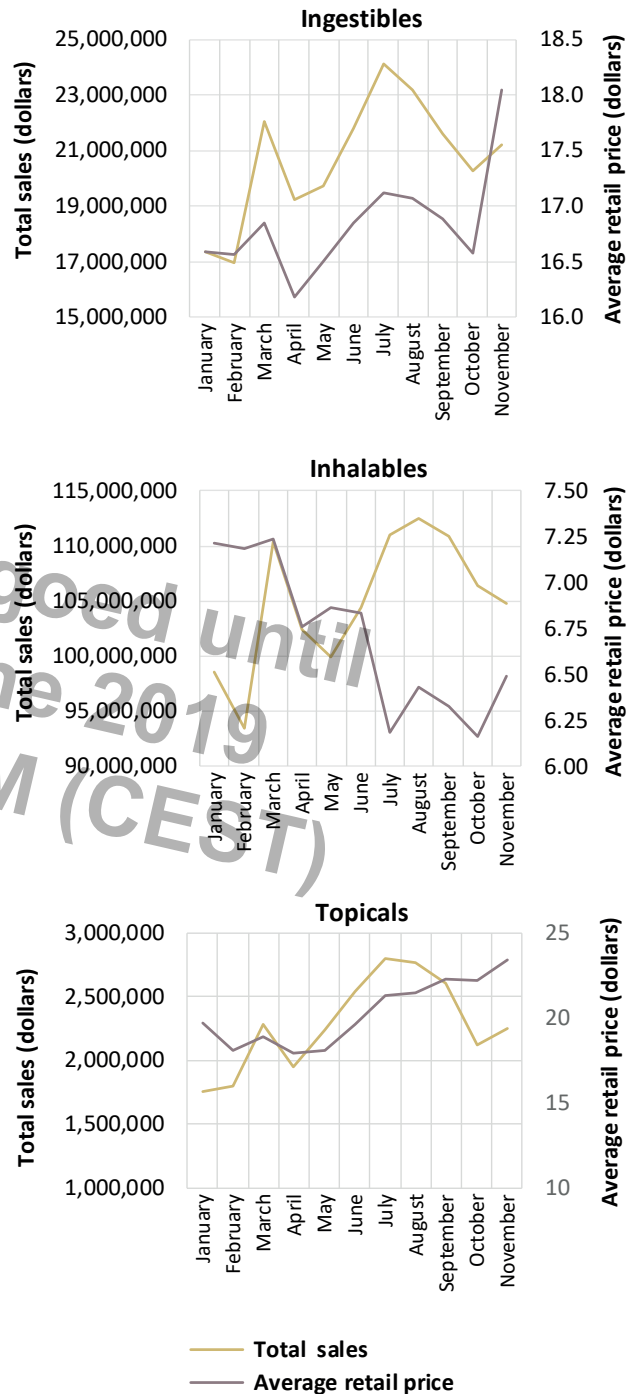 Ingestibles
Total sales (dollars)
25,000,000
23,000,000
21,000,000
19,000,000
17,000,000
15,000,000
18.5
18.0
17.5
17.0
16.5
16.0
Average retail price (dollars)
January
February
March
April
May
June
July
August
September
October
November
Inhalables
Total sales (dollars)
115,000,000
110,000,000
105,000,000
100,000,000
95,000,000
90,000,000
7.50
7.25
7.00
6.75
6.50
6.25
6.00
Average retail price (dollars)
January
February
March
April
May
June
July
August
September
October
November
goed until
ne 2019
M (CEST)
Topicals
Total sales (dollars)
3,000,000
2,500,000
2,000,000
1,500,000
1,000,000
25
20
15
10
Average retail price (dollars)
January
February
March
April
May
June
July
August
September
October
November
Total sales
Average retail price